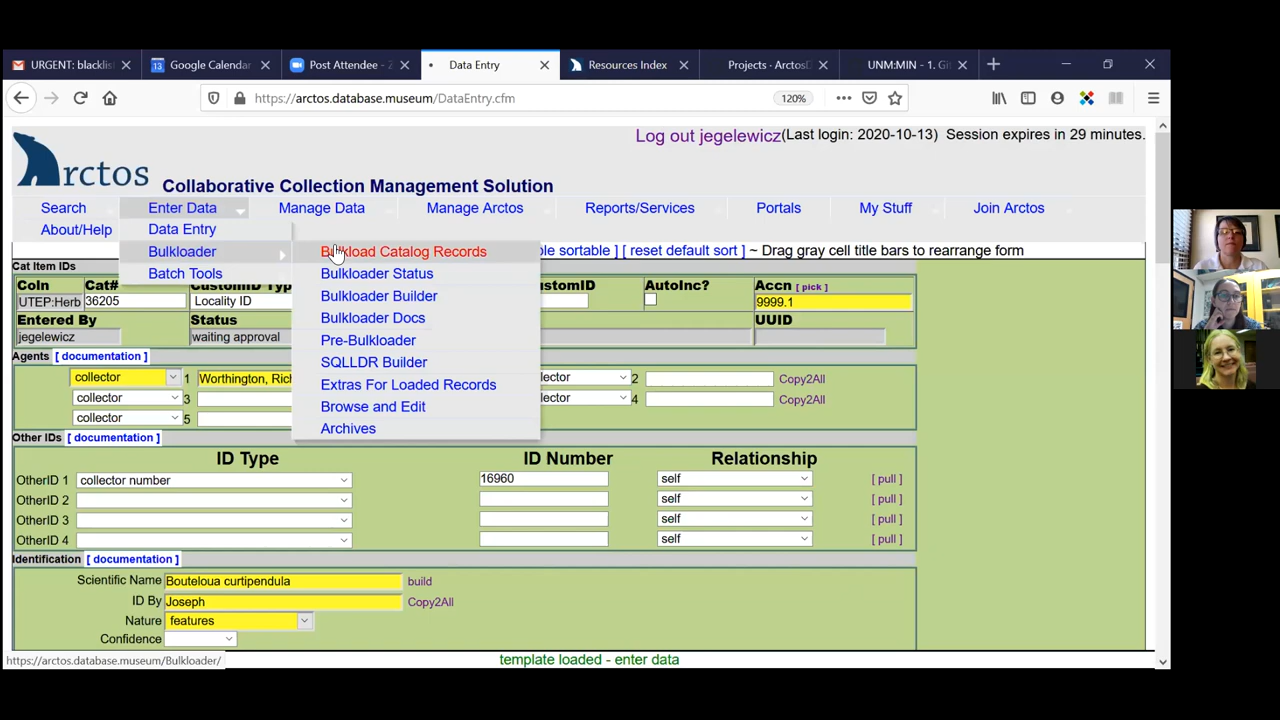 URGENT: blacklis
Google Calendar
Post Attendee - Z
Data Entry
Resources Index
Projects - ArctosD
UNM:MIN - 1. Gi
https://arctos.database.museum/DataEntry.cfm
120%
Log out jegelewicz(Last login: 2020-10-13) Session expires in 29 minutes.
rctos Collaborative Collection Management Solution
Search Enter Data Manage Data Manage Arctos Reports/Services Portals My Stuff Join Arctos
About/Help Data Entry
Bulkloader Bulkload Catalog Records ble sortable ] [ reset default sort ] ~ Drag gray cell title bars to rearrange form
Cat Item IDs Batch Tools Bulkloader Status
Coln Cat# CustomID Type Bulkloader Builder ustomID AutoInc? Accn [ pick ]
UTEP:Herb 36205 Locality ID 9999.1
Entered By Status Bulkloader Docs UUID
jegelewicz waiting approval Pre-Bulkloader
Agents [ documentation ] SQLLDR Builder
collector 1 Worthington, Rich Extras For Loaded Records llector 2 Copy2All
collector 3 Browse and Edit llector 4 Copy2All
collector 5 Archives
Other IDs [ documentation ]
ID Type ID Number Relationship
OtherID 1 collector number 16960 self [ pull ]
OtherID 2 self [ pull ]
OtherID 3 self [ pull ]
OtherID 4 self [ pull ]
Identification [ documentation ]
Scientific Name Bouteloua curtipendula build
ID By Joseph Copy2All
Nature features
Confidence
https://arctos.database.museum/Bulkloader/
template loaded - enter data